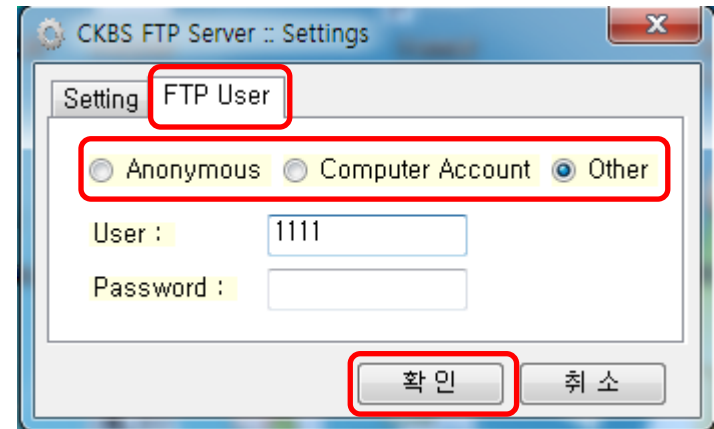 CKBS FTP Server :: Settings
Setting FTP User
Anonymous Computer Account Other
User : 1111
Password :
확인 취소